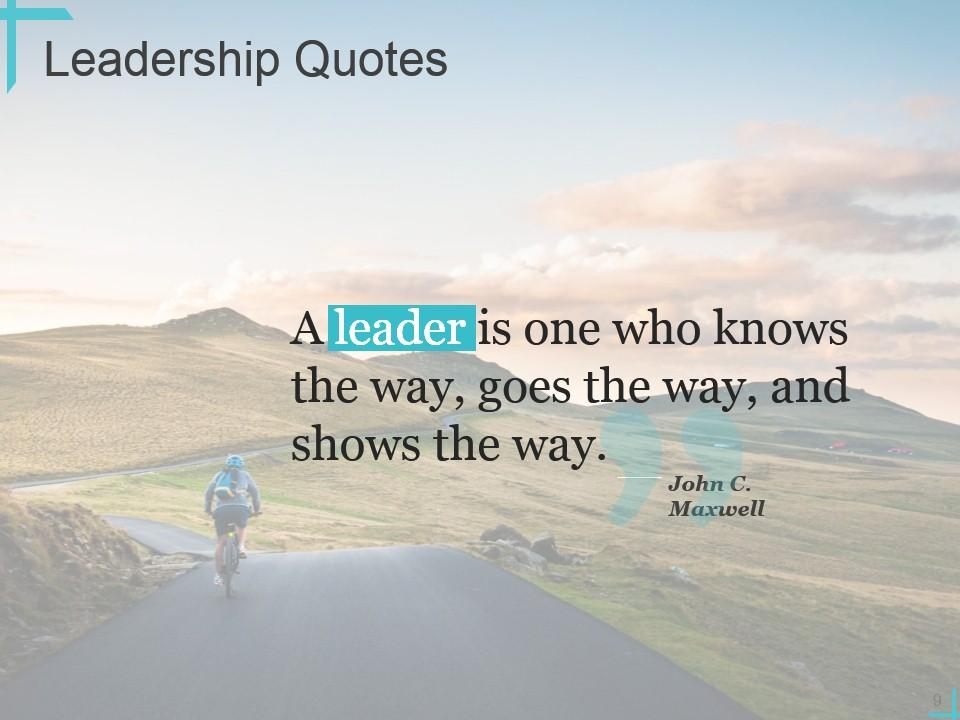 Leadership Quotes
A leader is one who knows
the way, goes the way, and
shows the way.
John C.
Maxwell
9